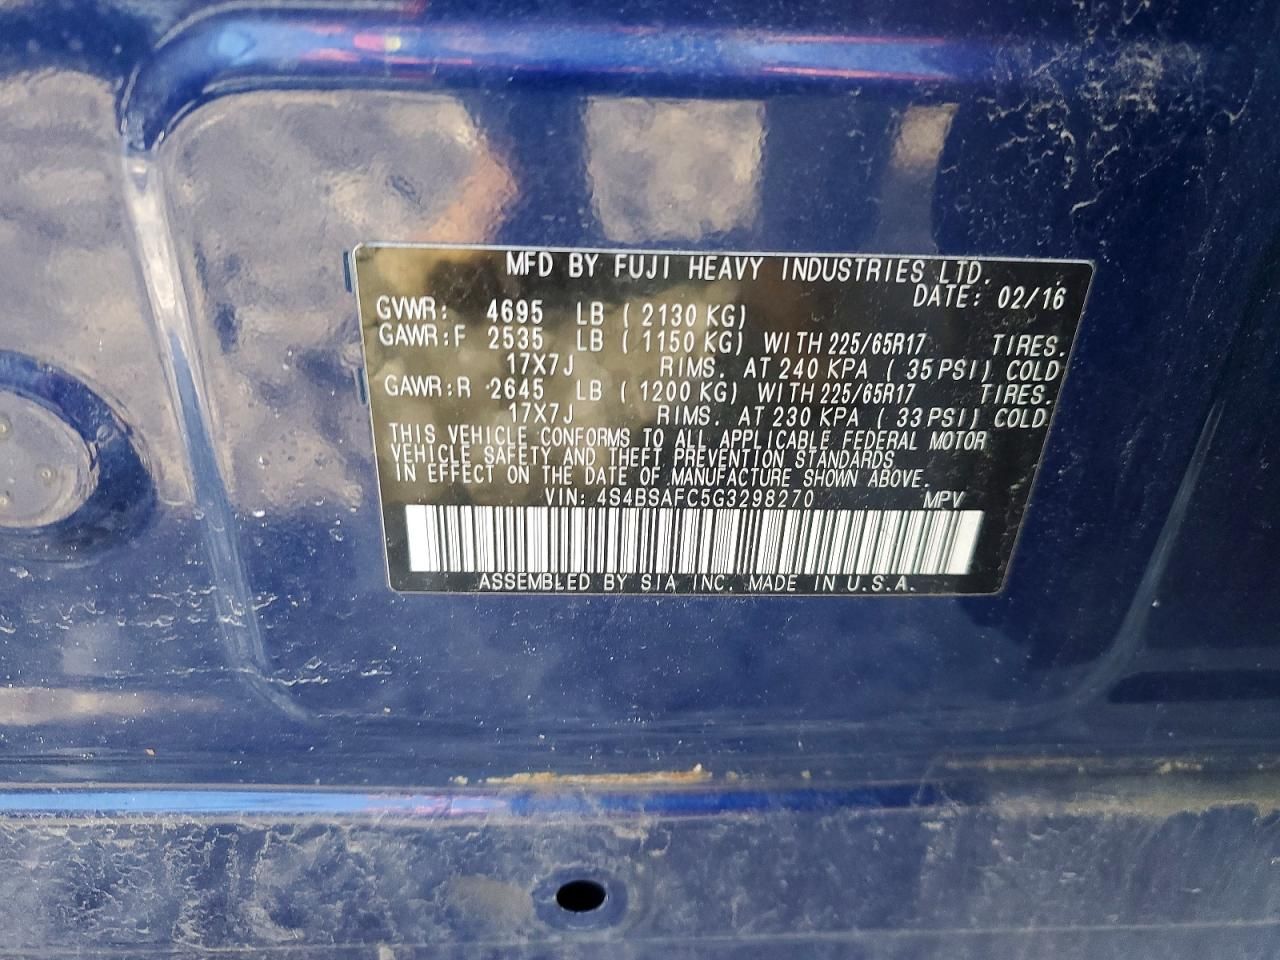 MFD BY FUJI HEAVY INDUSTRIES LTD.
DATE: 02/16
GVWR: 4695 LB ( 2130 KG)
GAWR:F 2535 LB ( 1150 KG) WITH 225/65R17 TIRES.
17X7J RIMS. AT 240 KPA ( 35 PSI) COLD
GAWR:R 2645 LB ( 1200 KG) WITH 225/65R17 TIRES.
17X7J RIMS. AT 230 KPA ( 33 PSI) COLD.
THIS VEHICLE CONFORMS TO ALL APPLICABLE FEDERAL MOTOR
VEHICLE SAFETY AND THEFT PREVENTION STANDARDS
IN EFFECT ON THE DATE OF MANUFACTURE SHOWN ABOVE.
VIN: 4S4BSAFC5G3298270 MPV
ASSEMBLED BY SIA INC. MADE IN U.S.A.